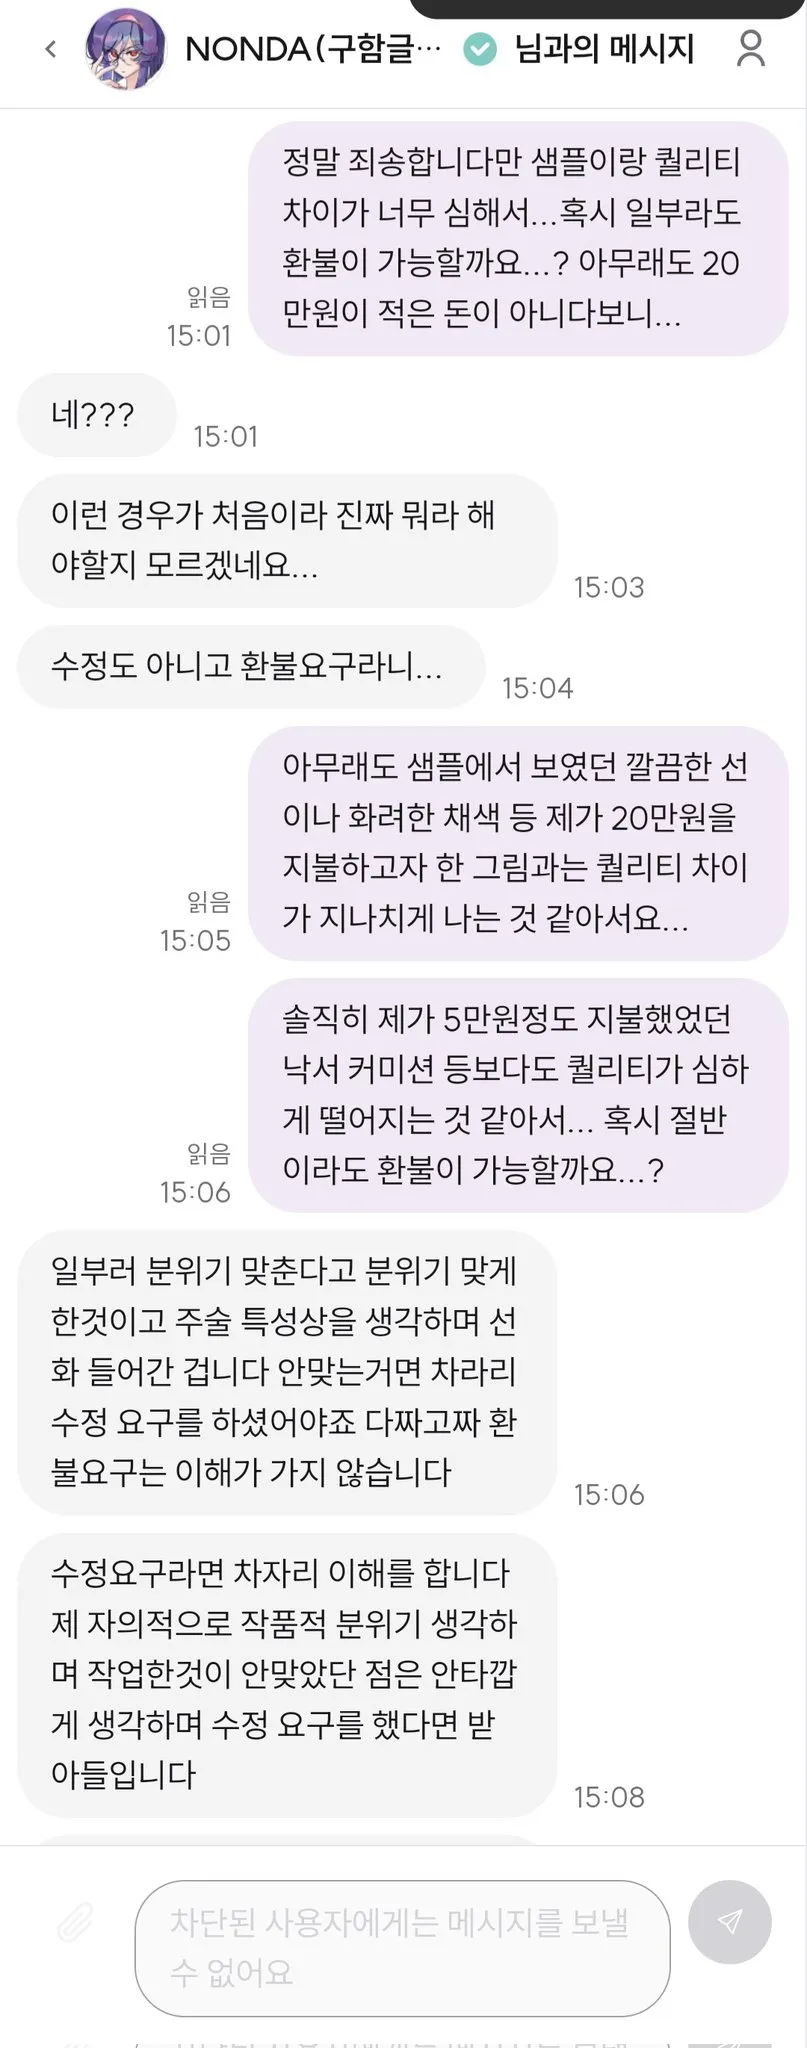 NONDA(구함글… 님과의 메시지
정말 죄송합니다만 샘플이랑 퀄리티
차이가 너무 심해서...혹시 일부라도
환불이 가능할까요...? 아무래도 20
만원이 적은 돈이 아니다보니...
읽음
15:01
네???
15:01
이런 경우가 처음이라 진짜 뭐라 해
야할지 모르겠네요...
15:03
수정도 아니고 환불요구라니...
15:04
아무래도 샘플에서 보였던 깔끔한 선
이나 화려한 채색 등 제가 20만원을
지불하고자 한 그림과는 퀄리티 차이
가 지나치게 나는 것 같아서요...
읽음
15:05
솔직히 제가 5만원정도 지불했었던
낙서 커미션 등보다도 퀄리티가 심하
게 떨어지는 것 같아서... 혹시 절반
이라도 환불이 가능할까요...?
읽음
15:06
일부러 분위기 맞춘다고 분위기 맞게
한것이고 주술 특성상을 생각하며 선
화 들어간 겁니다 안맞는거면 차라리
수정 요구를 하셨어야죠 다짜고짜 환
불요구는 이해가 가지 않습니다
15:06
수정요구라면 차자리 이해를 합니다
제 자의적으로 작품적 분위기 생각하
며 작업한것이 안맞았단 점은 안타깝
게 생각하며 수정 요구를 했다면 받
아들입니다
15:08
차단된 사용자에게는 메시지를 보낼
수 없어요